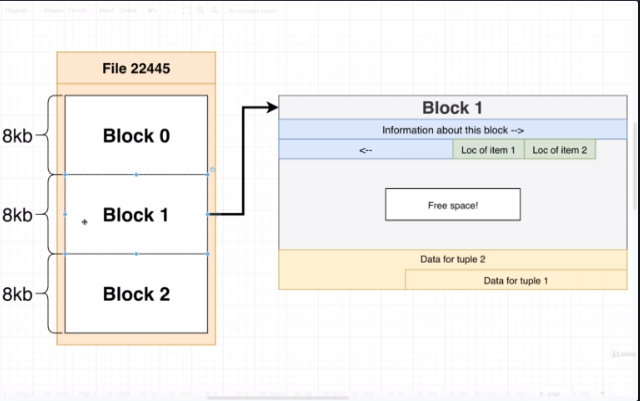 File 22445
8kb
Block 0
8kb
Block 1
8kb
Block 2
Block 1
Information about this block -->
<--
Loc of item 1
Loc of item 2
Free space!
Data for tuple 2
Data for tuple 1